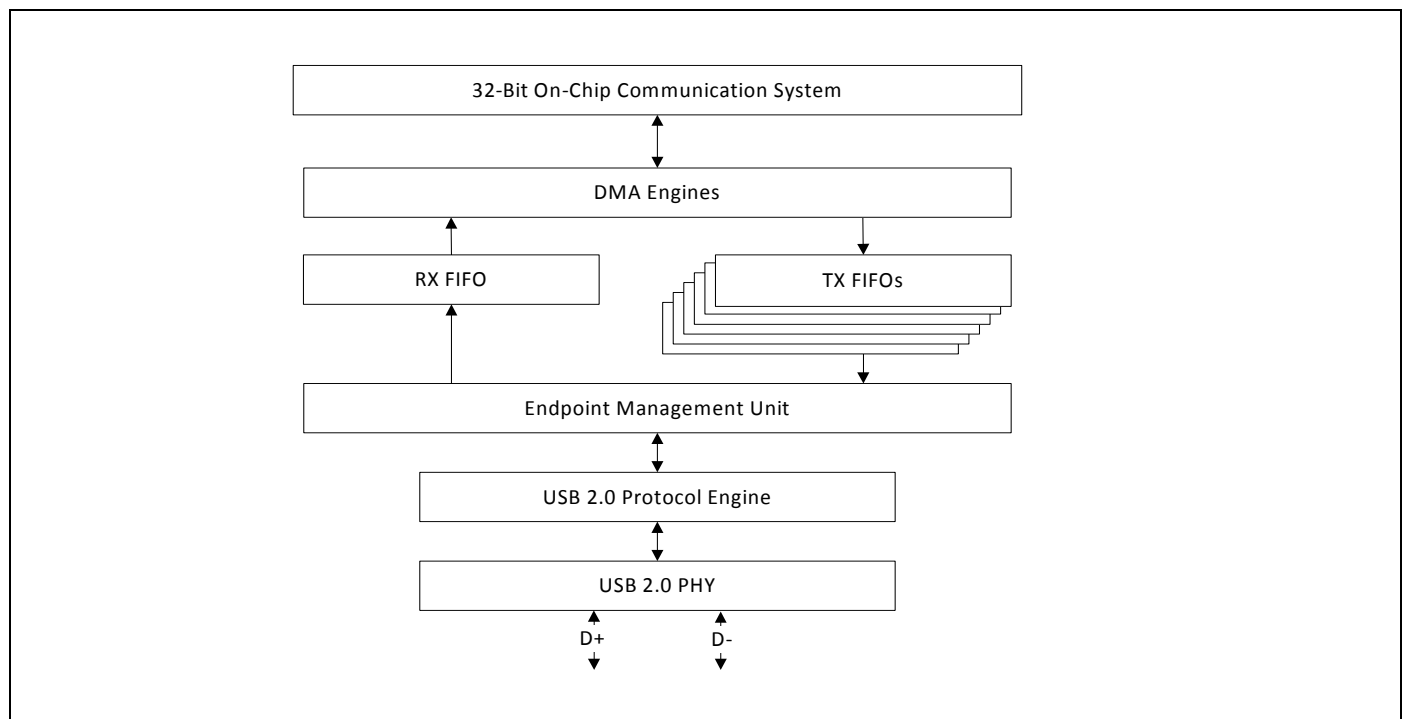 32-Bit On-Chip Communication System
DMA Engines
RX FIFO
TX FIFOs
Endpoint Management Unit
USB 2.0 Protocol Engine
USB 2.0 PHY
D+
D-